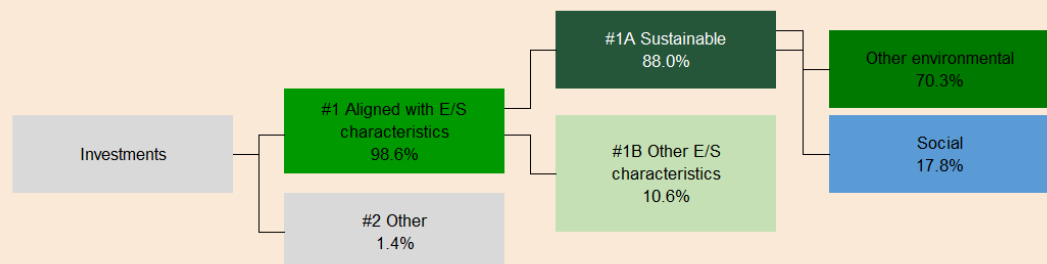 Investments
#1 Aligned with E/S
characteristics
98.6%
#2 Other
1.4%
#1A Sustainable
88.0%
#1B Other E/S
characteristics
10.6%
Other environmental
70.3%
Social
17.8%